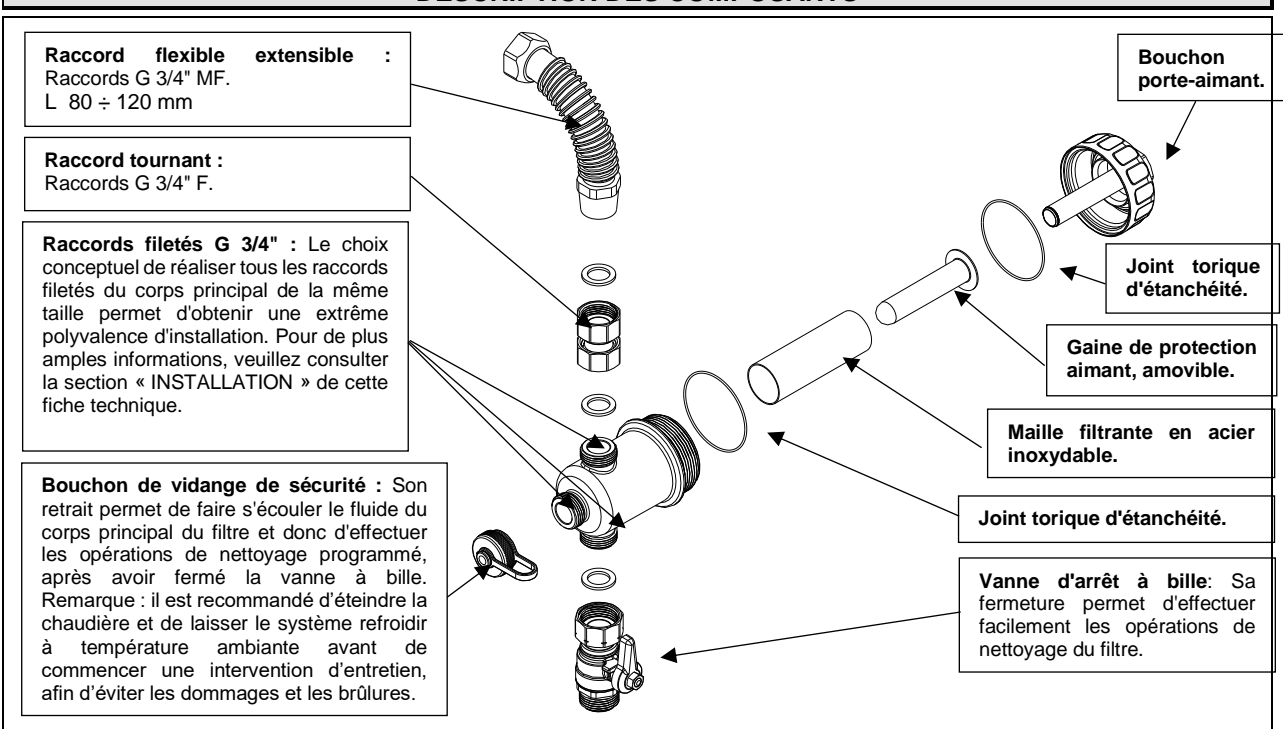 DESCRIPTION DES COMPOSANTS
Raccord flexible extensible :
Raccords G 3/4" MF.
L 80 ÷ 120 mm
Raccord tournant :
Raccords G 3/4" F.
Raccords filetés G 3/4" : Le choix
conceptuel de réaliser tous les raccords
filetés du corps principal de la même
taille permet d'obtenir une extrême
polyvalence d'installation. Pour de plus
amples informations, veuillez consulter
la section « INSTALLATION » de cette
fiche technique.
Bouchon de vidange de sécurité : Son
retrait permet de faire s'écouler le fluide du
corps principal du filtre et donc d'effectuer
les opérations de nettoyage programmé,
après avoir fermé la vanne à bille.
Remarque : il est recommandé d’éteindre la
chaudière et de laisser le système refroidir
à température ambiante avant de
commencer une intervention d’entretien,
afin d’éviter les dommages et les brûlures.
Bouchon
porte-aimant.
Joint torique
d'étanchéité.
Gaine de protection
aimant, amovible.
Maille filtrante en acier
inoxydable.
Joint torique d'étanchéité.
Vanne d'arrêt à bille: Sa
fermeture permet d'effectuer
facilement les opérations de
nettoyage du filtre.